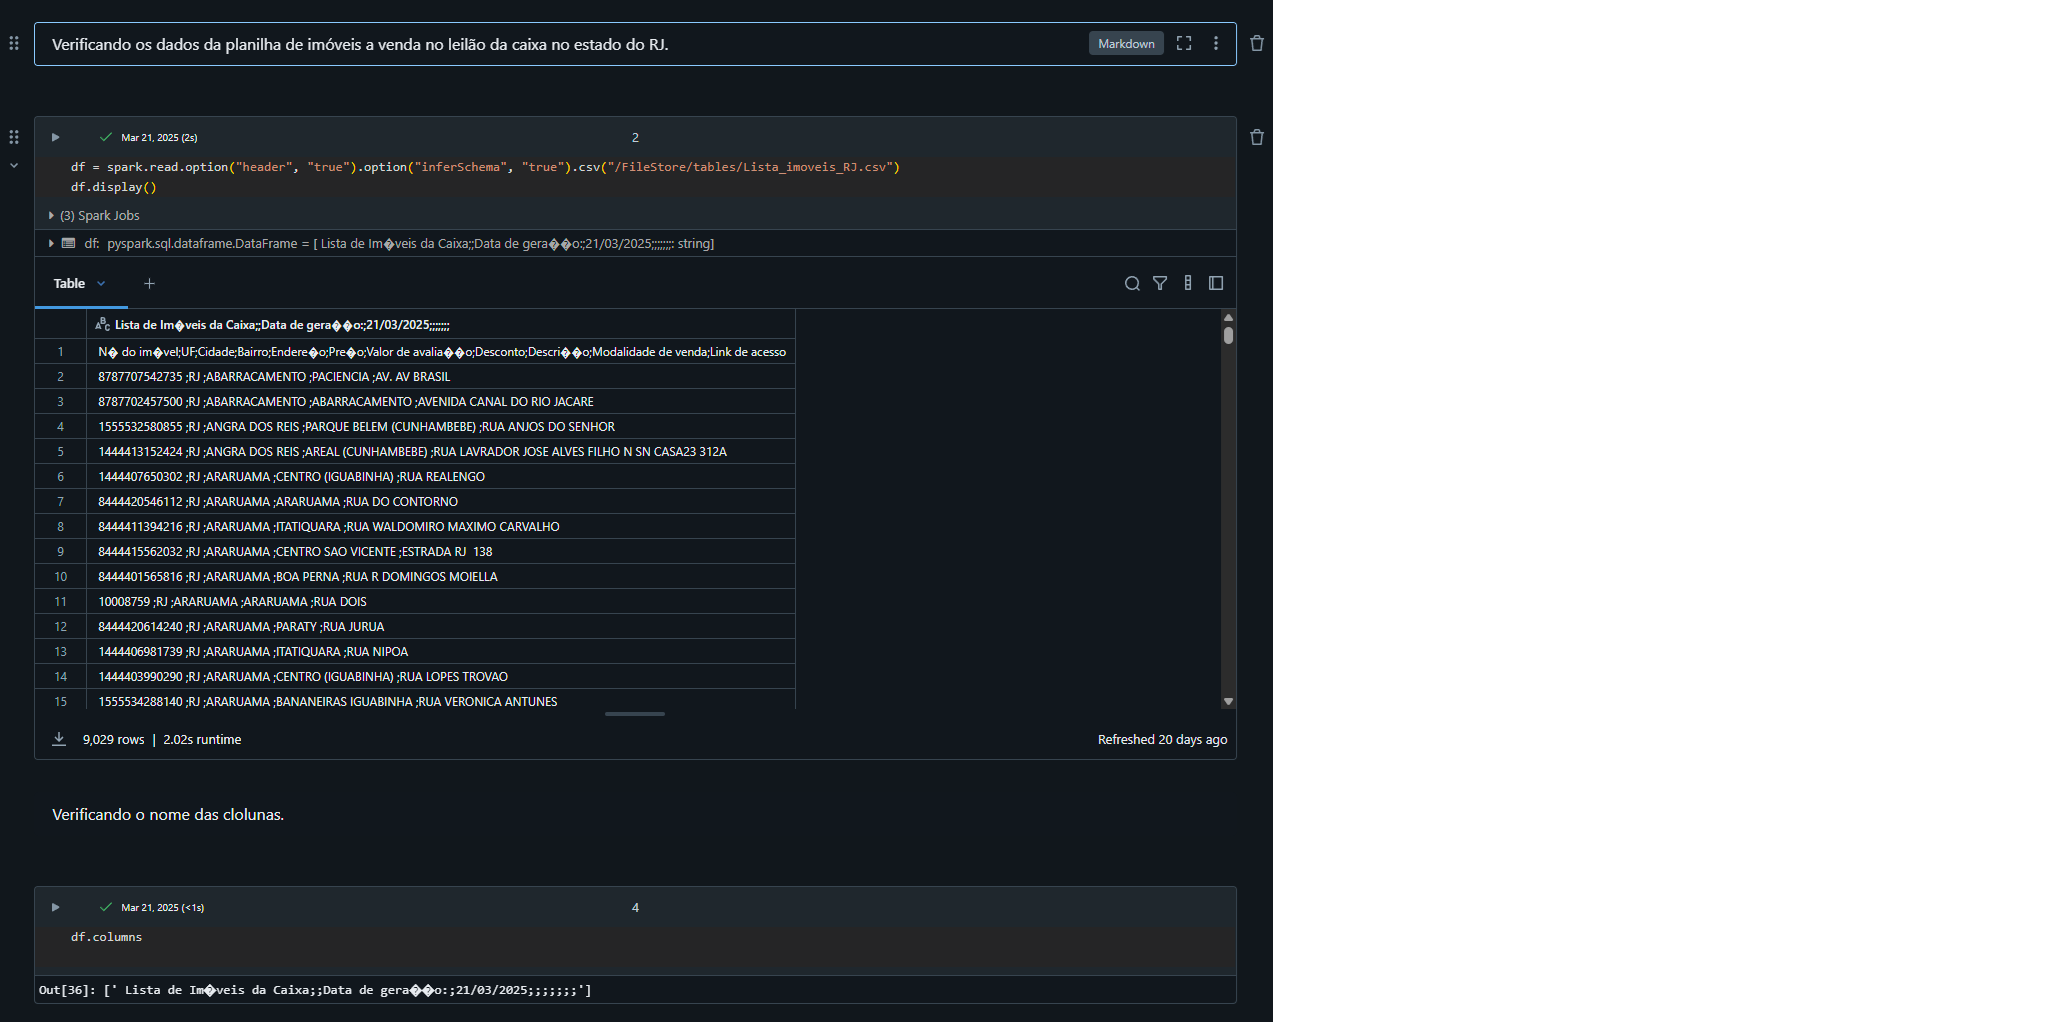 Verificando os dados da planilha de imóveis a venda no leilão da caixa no estado do RJ.
Markdown
Mar 21, 2025 (2s)
2
df = spark.read.option("header", "true").option("inferSchema", "true").csv("/FileStore/tables/Lista_imoveis_RJ.csv")
df.display()
(3) Spark Jobs
df: pyspark.sql.dataframe.DataFrame = [ Lista de Im�veis da Caixa;;Data de gera��o:;21/03/2025;;;;;;;: string]
Table
+
ABC Lista de Im�veis da Caixa;;Data de gera��o:;21/03/2025;;;;;;;
1 N� do im�vel;UF;Cidade;Bairro;Endere�o;Pre�o;Valor de avalia��o;Desconto;Descri��o;Modalidade de venda;Link de acesso
2 8787707542735 ;RJ ;ABARRACAMENTO ;PACIENCIA ;AV. AV BRASIL
3 8787702457500 ;RJ ;ABARRACAMENTO ;ABARRACAMENTO ;AVENIDA CANAL DO RIO JACARE
4 1555532580855 ;RJ ;ANGRA DOS REIS ;PARQUE BELEM (CUNHAMBEBE) ;RUA ANJOS DO SENHOR
5 1444413152424 ;RJ ;ANGRA DOS REIS ;AREAL (CUNHAMBEBE) ;RUA LAVRADOR JOSE ALVES FILHO N SN CASA23 312A
6 1444407650302 ;RJ ;ARARUAMA ;CENTRO (IGUABINHA) ;RUA REALENGO
7 8444420546112 ;RJ ;ARARUAMA ;ARARUAMA ;RUA DO CONTORNO
8 8444411394216 ;RJ ;ARARUAMA ;ITATIQUARA ;RUA WALDOMIRO MAXIMO CARVALHO
9 8444415562032 ;RJ ;ARARUAMA ;CENTRO SAO VICENTE ;ESTRADA RJ  138
10 8444401565816 ;RJ ;ARARUAMA ;BOA PERNA ;RUA R DOMINGOS MOIELLA
11 10008759 ;RJ ;ARARUAMA ;ARARUAMA ;RUA DOIS
12 8444420614240 ;RJ ;ARARUAMA ;PARATY ;RUA JURUA
13 1444406981739 ;RJ ;ARARUAMA ;ITATIQUARA ;RUA NIPOA
14 1444403990290 ;RJ ;ARARUAMA ;CENTRO (IGUABINHA) ;RUA LOPES TROVAO
15 1555534288140 ;RJ ;ARARUAMA ;BANANEIRAS IGUABINHA ;RUA VERONICA ANTUNES
9,029 rows | 2.02s runtime
Refreshed 20 days ago
Verificando o nome das clolunas.
Mar 21, 2025 (<1s)
4
df.columns
Out[36]: [' Lista de Im�veis da Caixa;;Data de gera��o:;21/03/2025;;;;;;;']